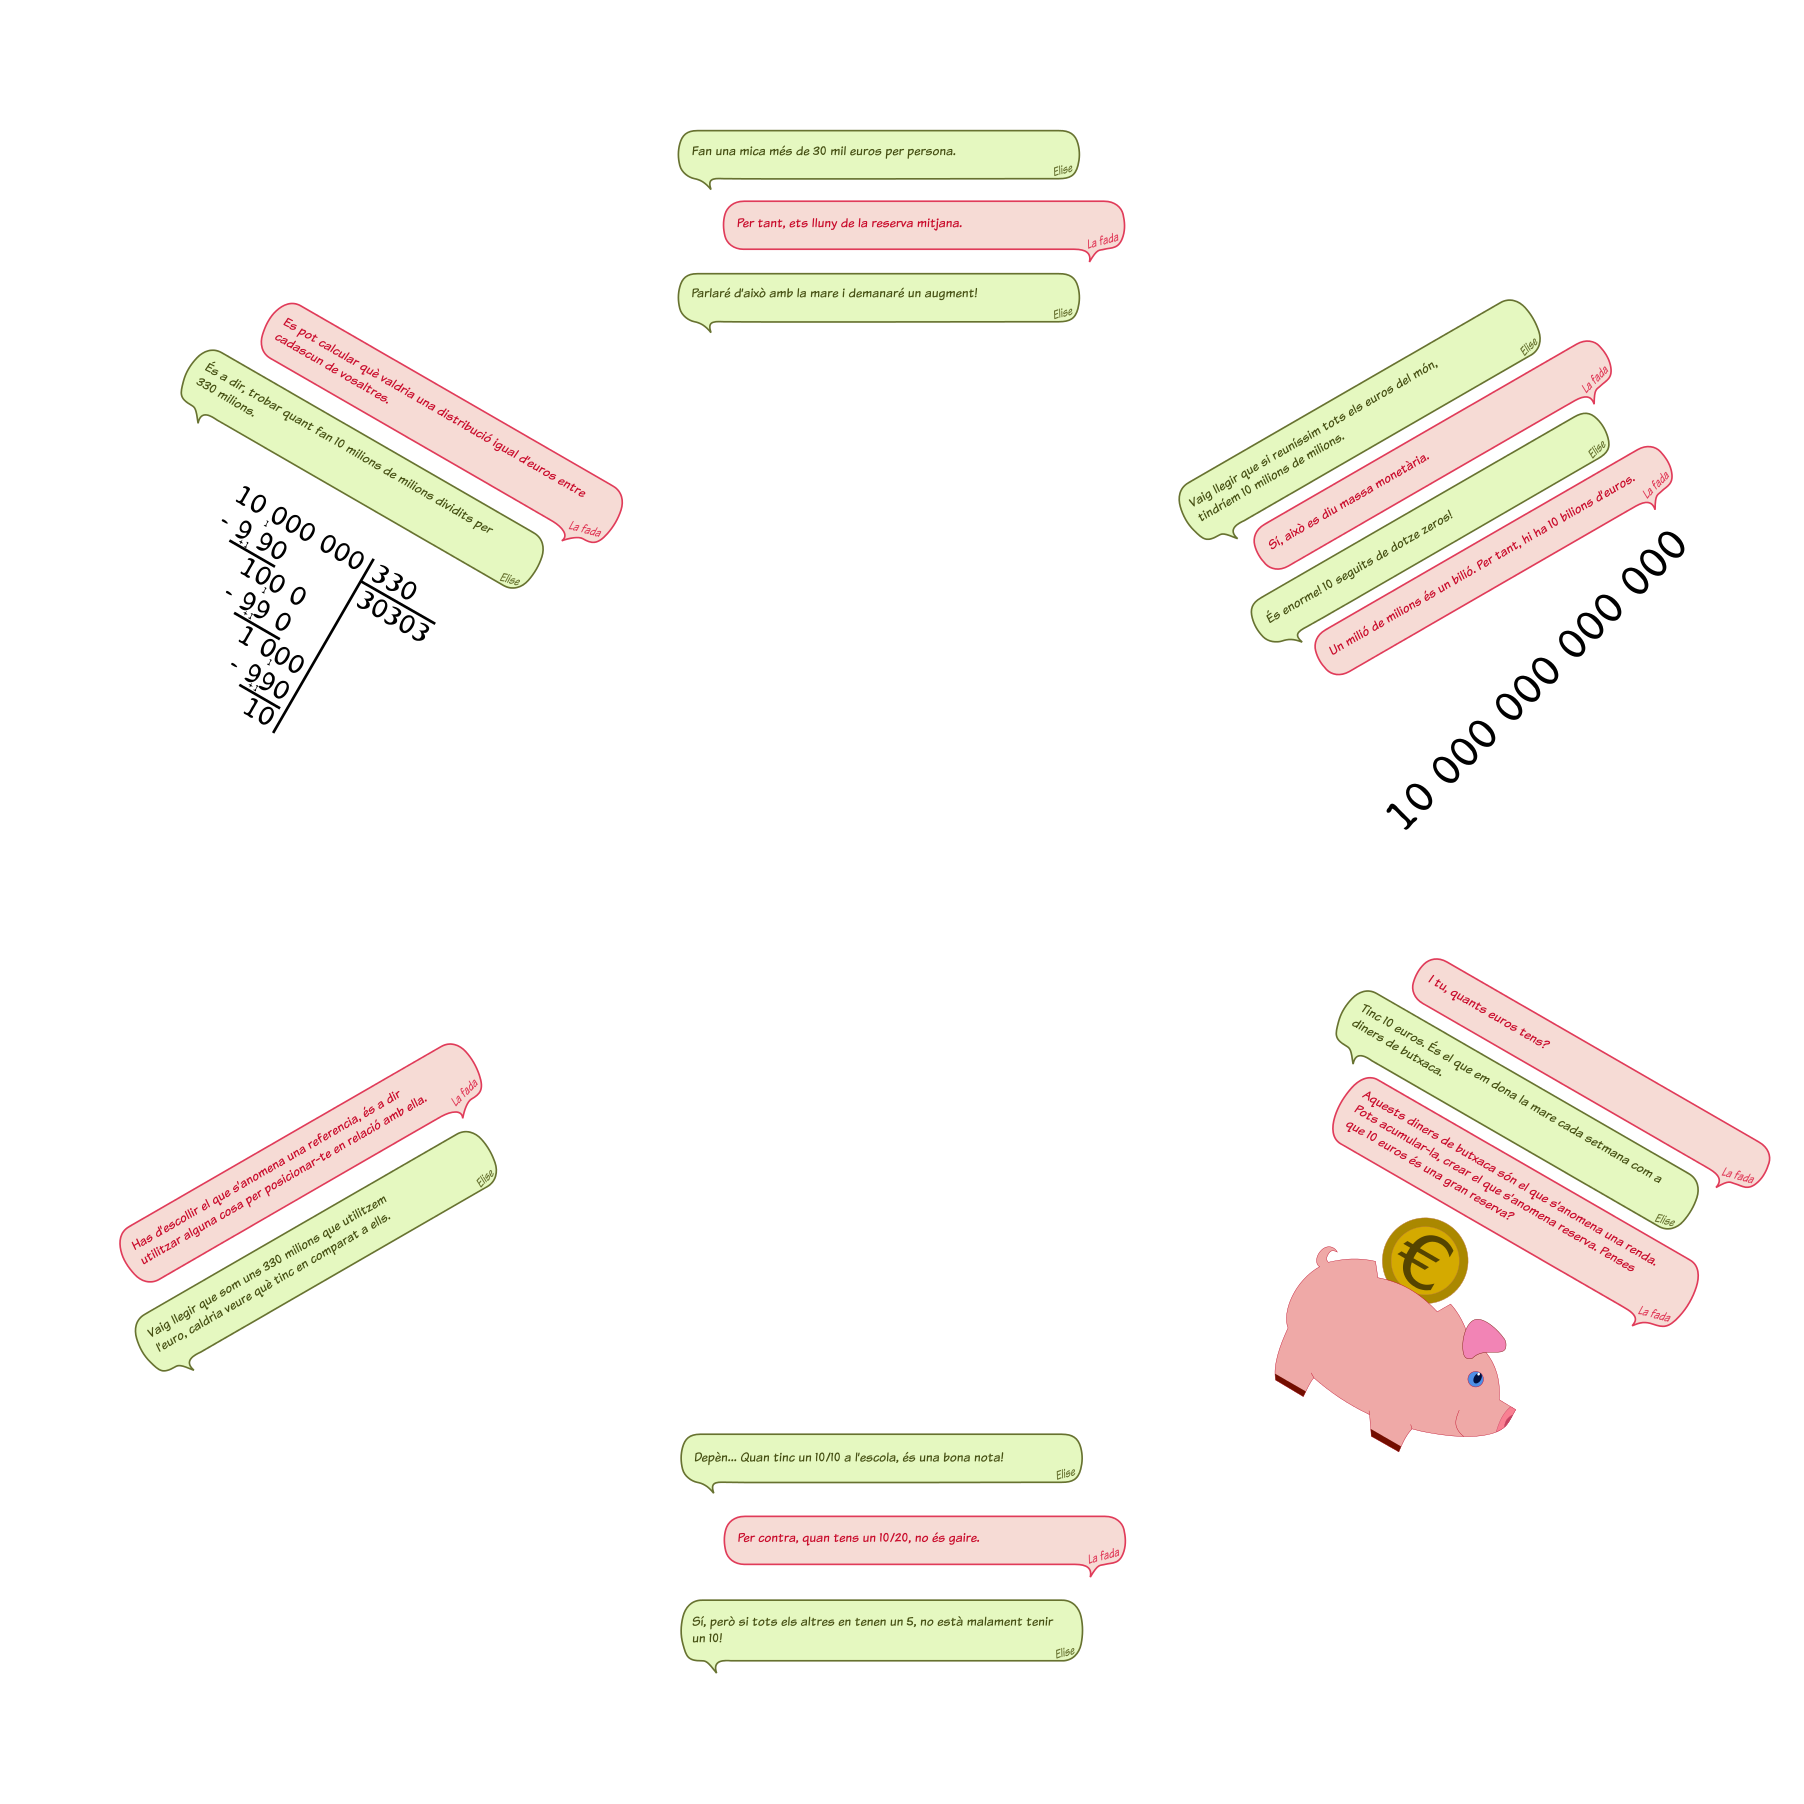 Fan una mica més de 30 mil euros per persona.
Elise
Per tant, ets lluny de la reserva mitjana.
La fada
Parlaré d'això amb la mare i demanaré un augment!
Elise
Vaig llegir que si reuníssim tots els euros del món,
tindríem 10 milions de milions.
Elise
Sí, això es diu massa monetària.
La fada
És enorme! 10 seguits de dotze zeros!
Elise
Un milió de milions és un bilió. Per tant, hi ha 10 bilions d'euros.
La fada
10 000 000 000 000
I tu, quants euros tens?
La fada
Tinc 10 euros. És el que em dona la mare cada setmana com a
diners de butxaca.
Elise
Aquests diners de butxaca són el que s'anomena una renda.
Pots acumular-la, crear el que s'anomena reserva. Penses
que 10 euros és una gran reserva?
La fada
€
Depèn... Quan tinc un 10/10 a l'escola, és una bona nota!
Elise
Per contra, quan tens un 10/20, no és gaire.
La fada
Sí, però si tots els altres en tenen un 5, no està malament tenir
un 10!
Elise
Has d'escollir el que s'anomena una referencia, és a dir
utilitzar alguna cosa per posicionar-te en relació amb ella.
La fada
Vaig llegir que som uns 330 milions que utilitzem
l'euro, caldria veure què tinc en comparat a ells.
Elise
Es pot calcular què valdria una distribució igual d'euros entre
cadascun de vosaltres.
La fada
És a dir, trobar quant fan 10 milions de milions dividits per
330 milions.
Elise
10 000 000 330
- 9 90 30303
100 0
- 99 0
1 000
- 990
10